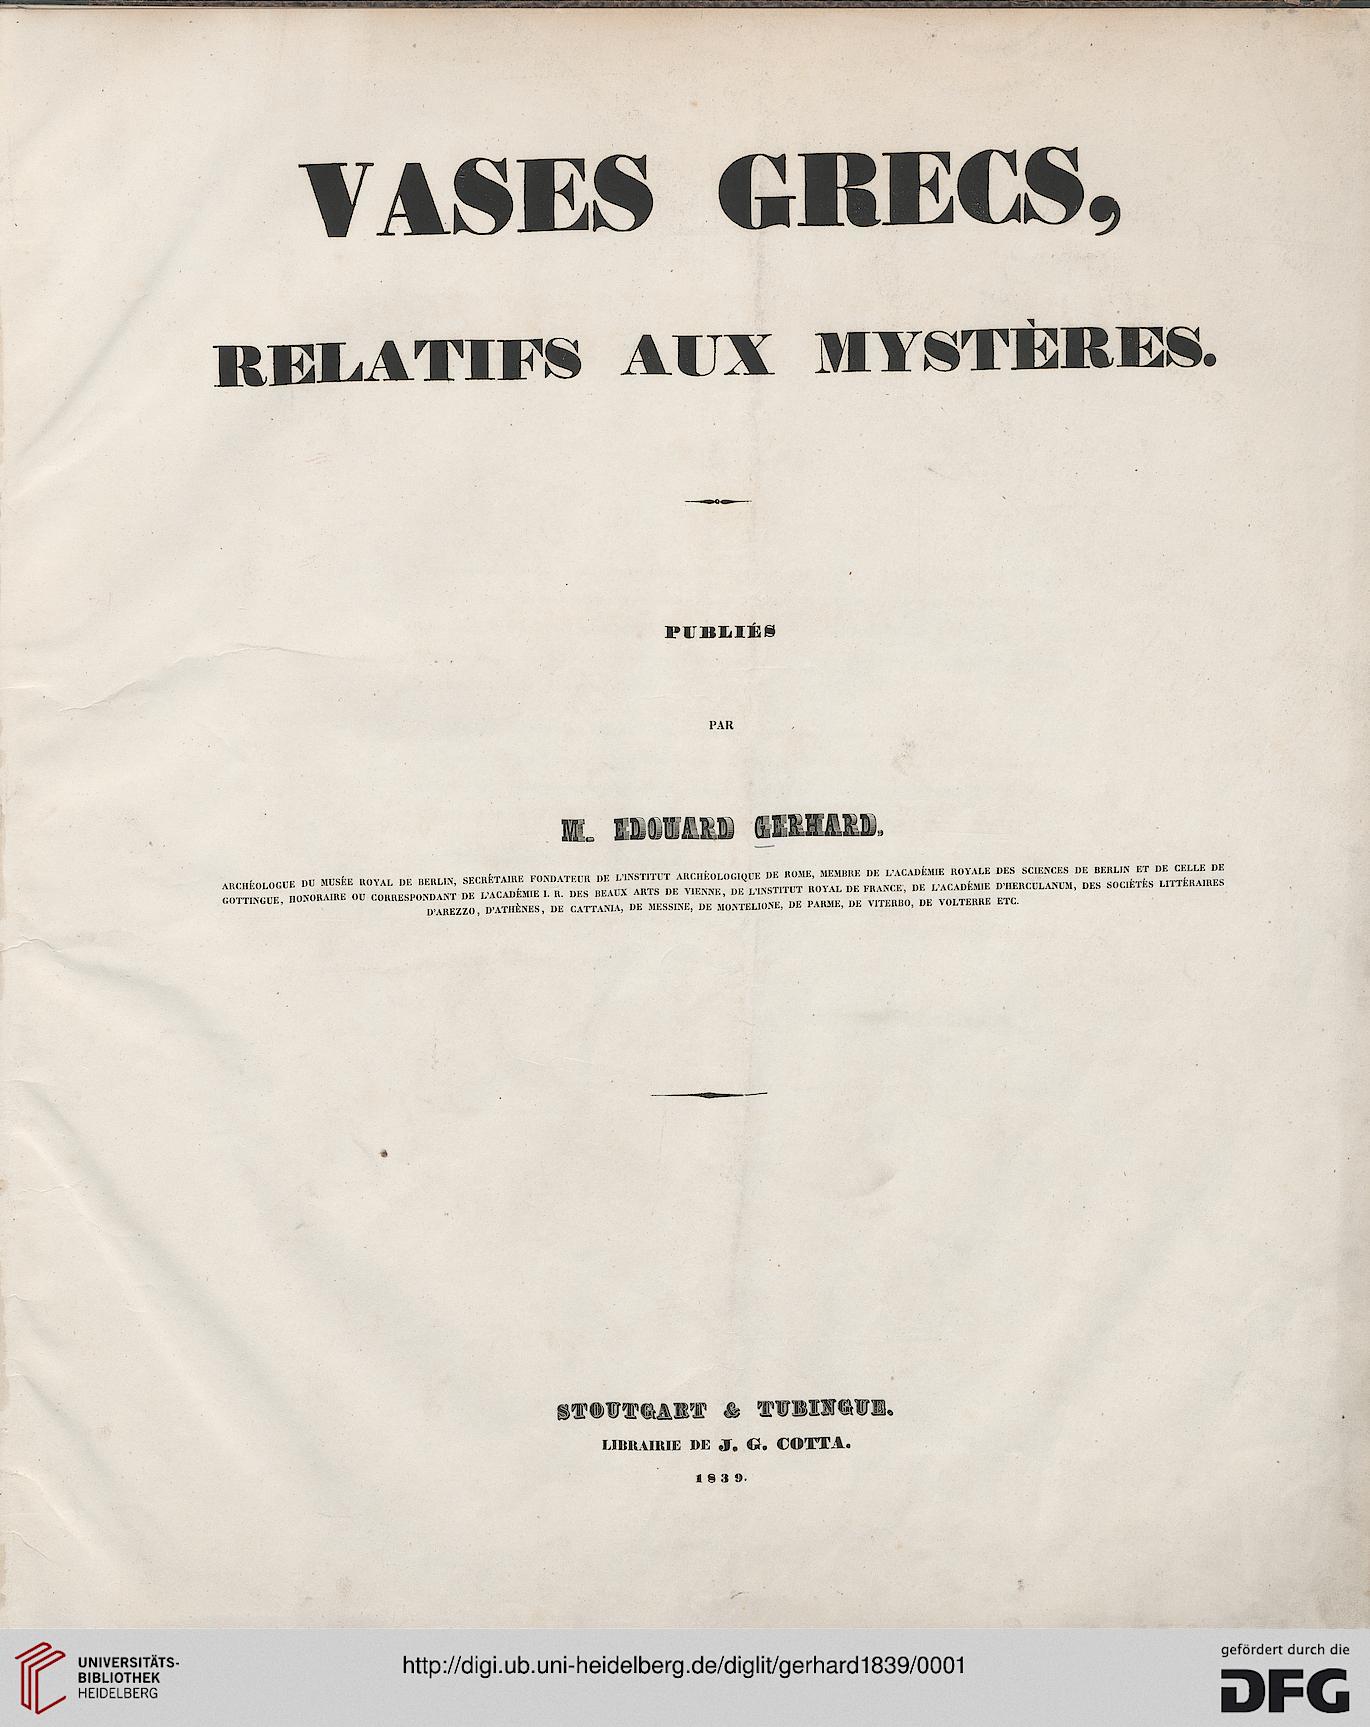 VASES GRECS,
RELATIFS AUX MYSTÈRES.
PUBLIÉS
PAR
M. EDOUARD GERHARD,
ARCHÉOLOGUE DU MUSÉE ROYAL DE BERLIN, SECRÉTAIRE FONDATEUR DE L'INSTITUT ARCHÉOLOGIQUE DE ROME, MEMBRE DE L'ACADÉMIE ROYALE DES SCIENCES DE BERLIN ET DE CELLE DE
GOTTINGUE, HONORAIRE OU CORRESPONDANT DE L'ACADÉMIE I. R. DES BEAUX ARTS DE VIENNE, DE L'INSTITUT ROYAL DE FRANCE, DE L'ACADÉMIE D'HERCULANUM, DES SOCIÉTÉS LITTÉRAIRES
D'AREZZO, D'ATHÈNES, DE CATTANIA, DE MESSINE, DE MONTELIONE, DE PARME, DE VITERBO, DE VOLTERRE ETC.
STOUTGART & TUBINGUE.
LIBRAIRIE DE J. G. COTTA.
1839.
UNIVERSITÄTS-
BIBLIOTHEK
HEIDELBERG
http://digi.ub.uni-heidelberg.de/diglit/gerhard1839/0001
gefördert durch die
DFG